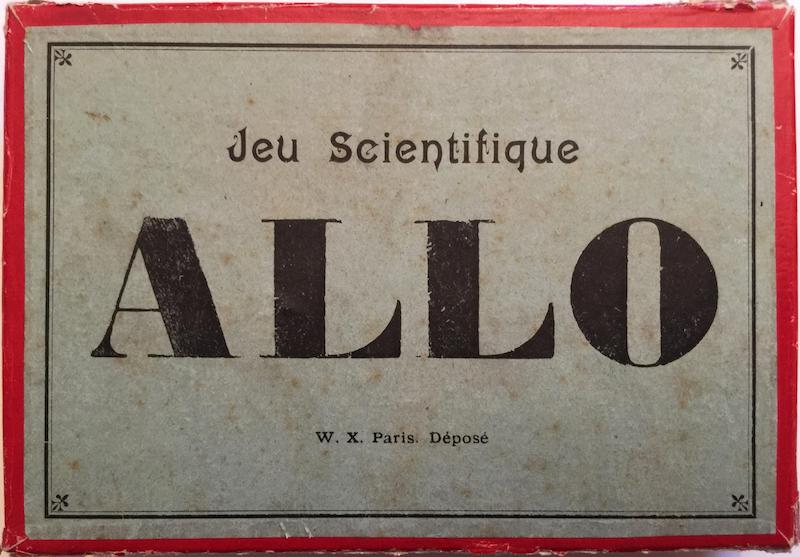 Jeu Scientifique
ALLO
W. X. Paris. Déposé